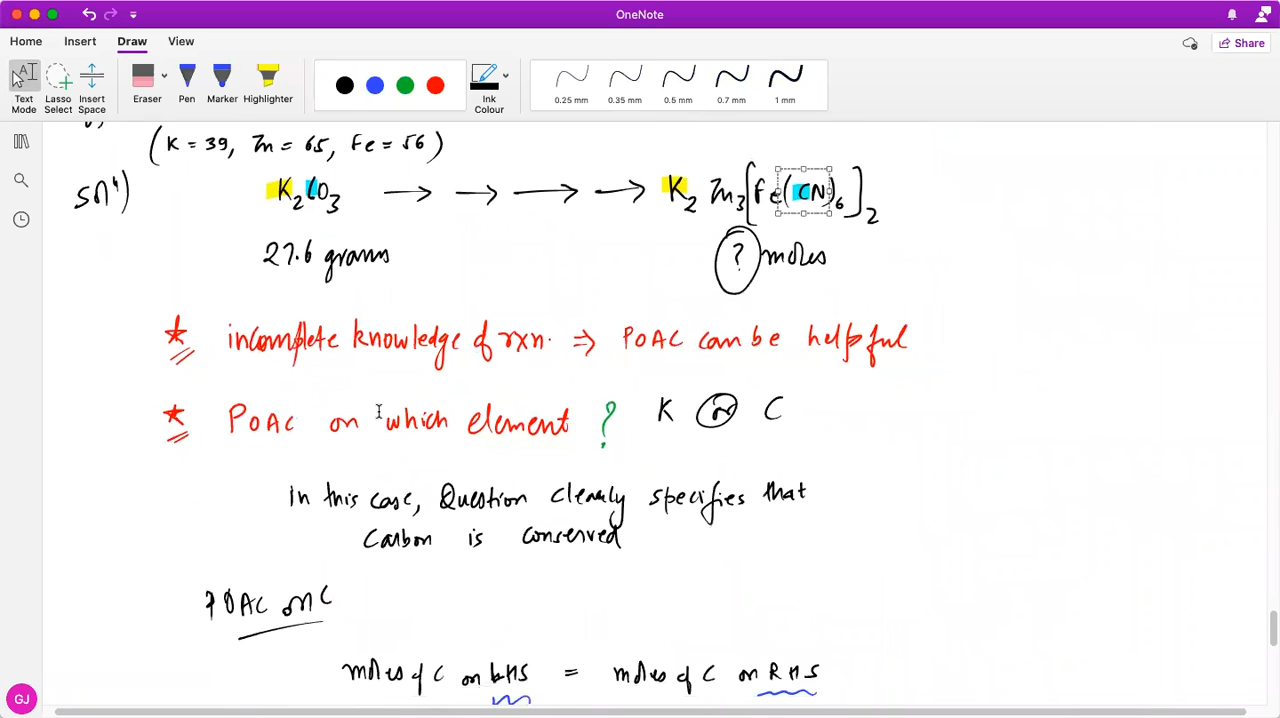 OneNote
Home Insert Draw View
Share
Text Mode
Lasso Select
Insert Space
Eraser
Pen
Marker
Highlighter
Ink Colour
0.25 mm
0.35 mm
0.5 mm
0.7 mm
1 mm
(K = 39, Zn = 65, Fe = 56)
Solⁿ) K₂CO₃ → → → → K₂ Zn₃[Fe(CN)₆]₂
27.6 grams ? moles
* incomplete knowledge of rxn. ⇒ POAC can be helpful
* POAC on which element ? K or C
In this case, Question clearly specifies that
Carbon is conserved
POAC on C
moles of C on LHS = moles of C on RHS
GJ